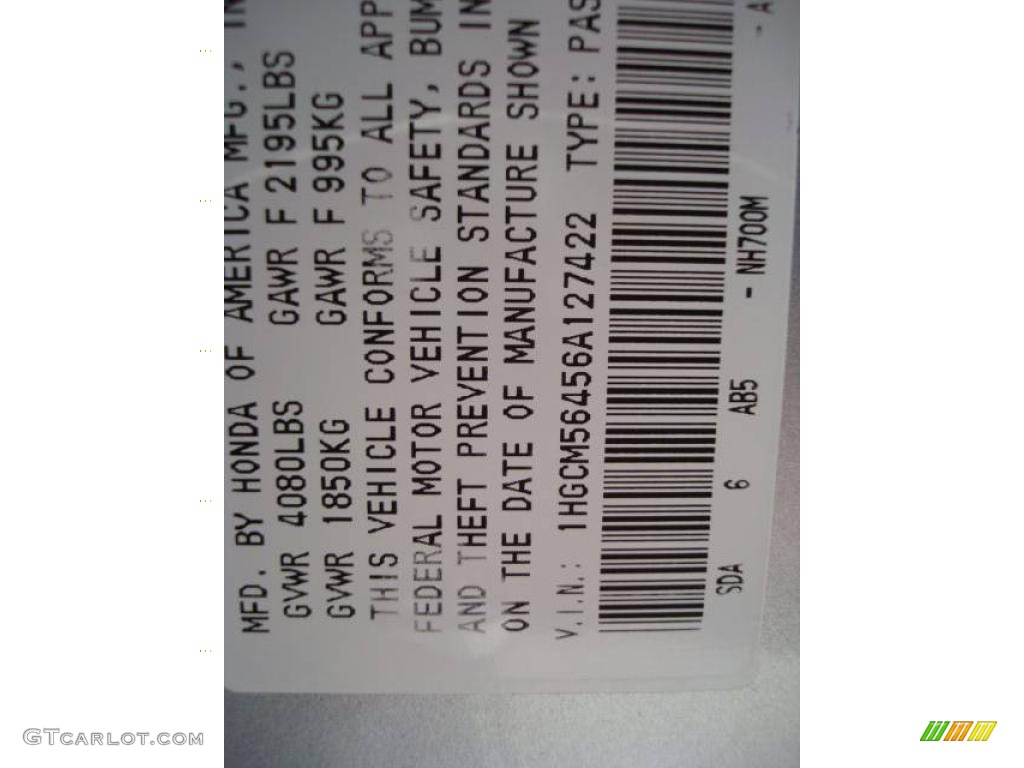 MFD. BY HONDA OF AMERICA MFG.,
GVWR 4080LBS GAWR F 2195LBS
GVWR 1850KG GAWR F 995KG
THIS VEHICLE CONFORMS TO ALL APP
FEDERAL MOTOR VEHICLE SAFETY, BUM
AND THEFT PREVENTION STANDARDS IN
ON THE DATE OF MANUFACTURE SHOWN
V.I.N.: 1HGCM56456A127422 TYPE: PAS
SDA 6 AB5 - NH700M - A
GTCARLOT.COM